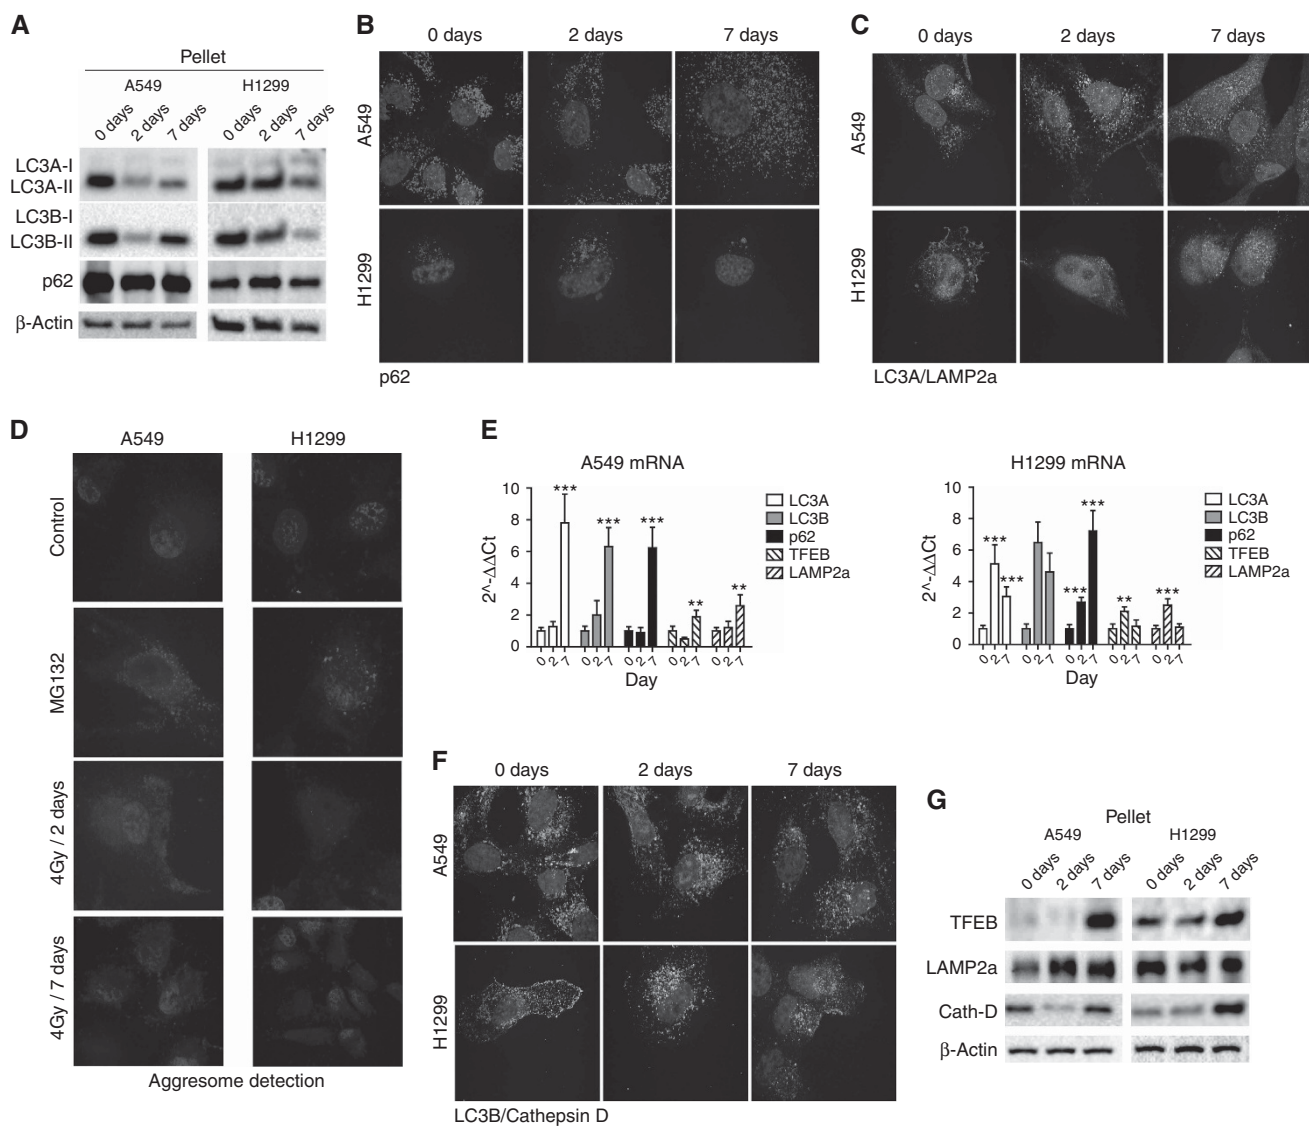 A
Pellet
A549 H1299
0 days 2 days 7 days 0 days 2 days 7 days
LC3A-I
LC3A-II
LC3B-I
LC3B-II
p62
β-Actin
B
0 days 2 days 7 days
A549
H1299
p62
C
0 days 2 days 7 days
A549
H1299
LC3A/LAMP2a
D
A549 H1299
Control
MG132
4Gy / 2 days
4Gy / 7 days
Aggresome detection
E
A549 mRNA
2^-ΔΔCt
10
8
6
4
2
0
*** *** *** ** **
0 2 7 0 2 7 0 2 7 0 2 7 0 2 7
Day
LC3A
LC3B
p62
TFEB
LAMP2a
H1299 mRNA
2^-ΔΔCt
10
8
6
4
2
0
*** *** *** *** ** ***
0 2 7 0 2 7 0 2 7 0 2 7 0 2 7
Day
LC3A
LC3B
p62
TFEB
LAMP2a
F
0 days 2 days 7 days
A549
H1299
LC3B/Cathepsin D
G
Pellet
A549 H1299
0 days 2 days 7 days 0 days 2 days 7 days
TFEB
LAMP2a
Cath-D
β-Actin